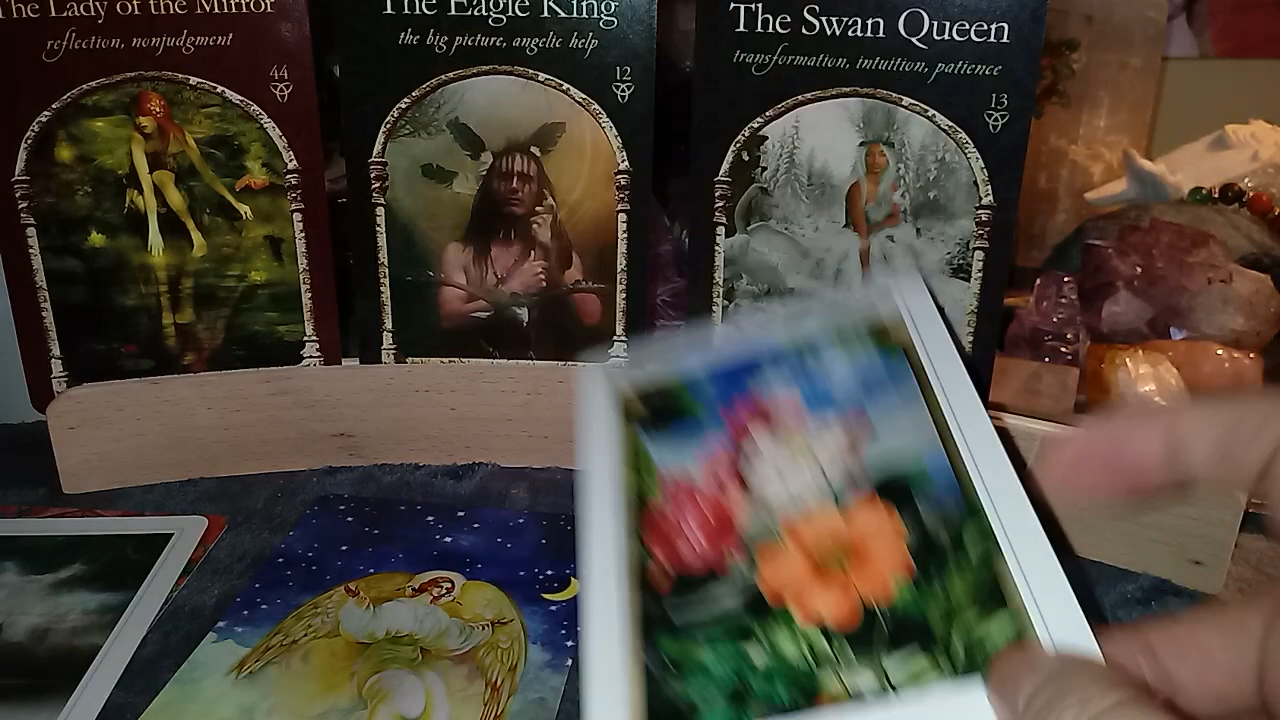 The Lady of the Mirror
reflection, nonjudgment
44
The Eagle King
the big picture, angelic help
12
The Swan Queen
transformation, intuition, patience
13